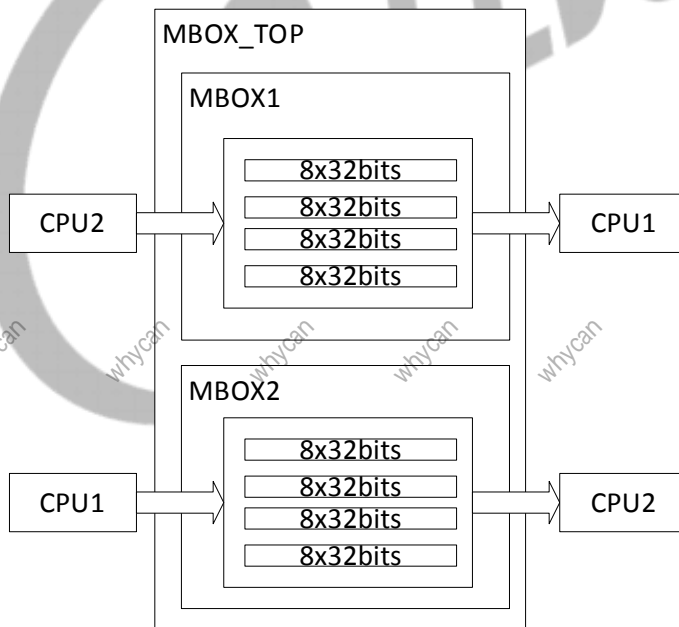 MBOX_TOP
MBOX1
8x32bits
8x32bits
CPU2
CPU1
8x32bits
8x32bits
whycan
whycan
whycan
whycan
MBOX2
8x32bits
8x32bits
CPU1
CPU2
8x32bits
8x32bits